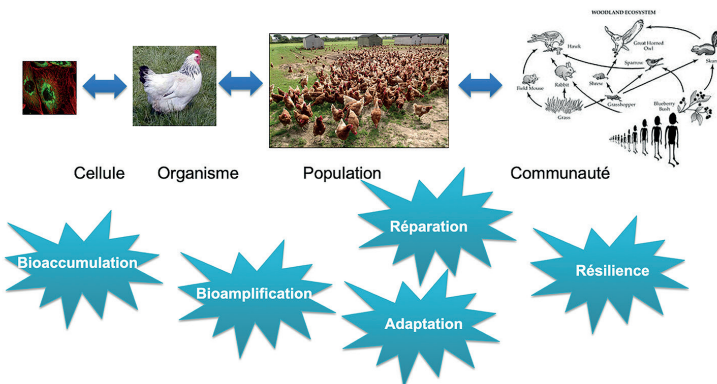 WOODLAND ECOSYSTEM
Hawk
Great Horned
Owl
Skun
Sparrow
Field Mouse
Rabbit
Shrew
Grasshopper
Grass
Blueberry
Bush
Cellule
Organisme
Population
Communauté
Bioaccumulation
Bioamplification
Réparation
Adaptation
Résilience